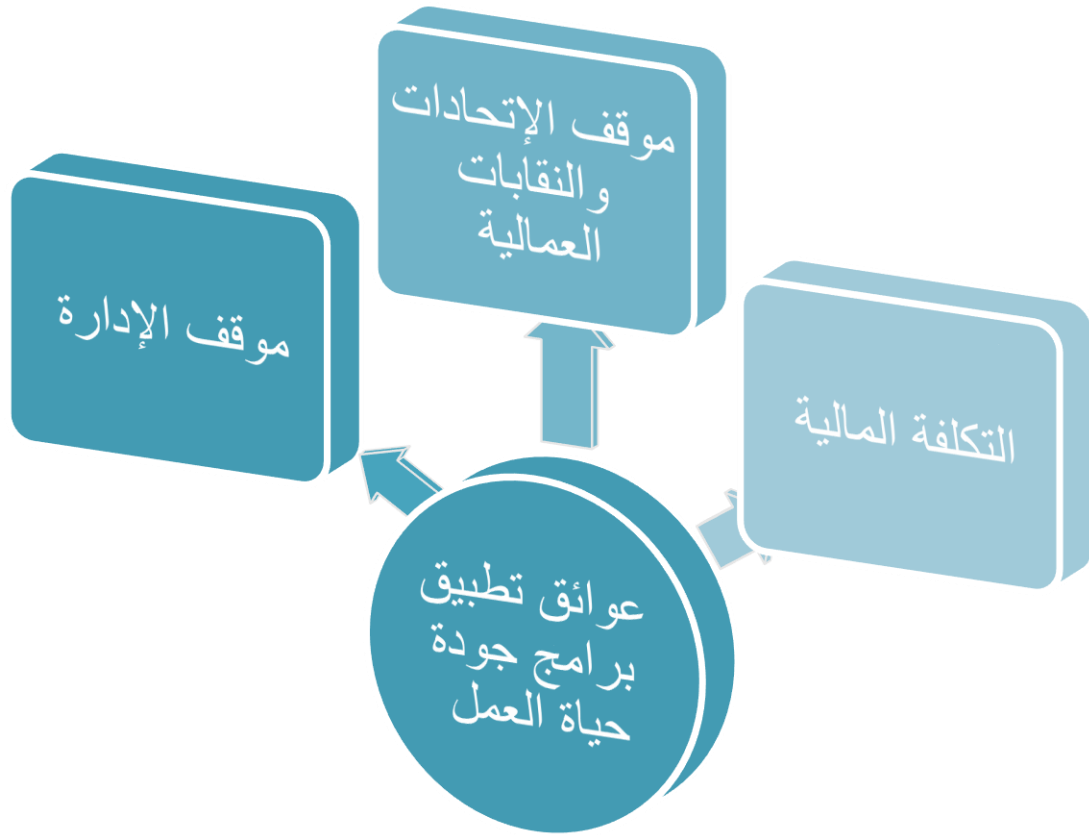 موقف الإتحادات
والنقابات
العمالية
موقف الإدارة
التكلفة المالية
عوائق تطبيق
برامج جودة
حياة العمل